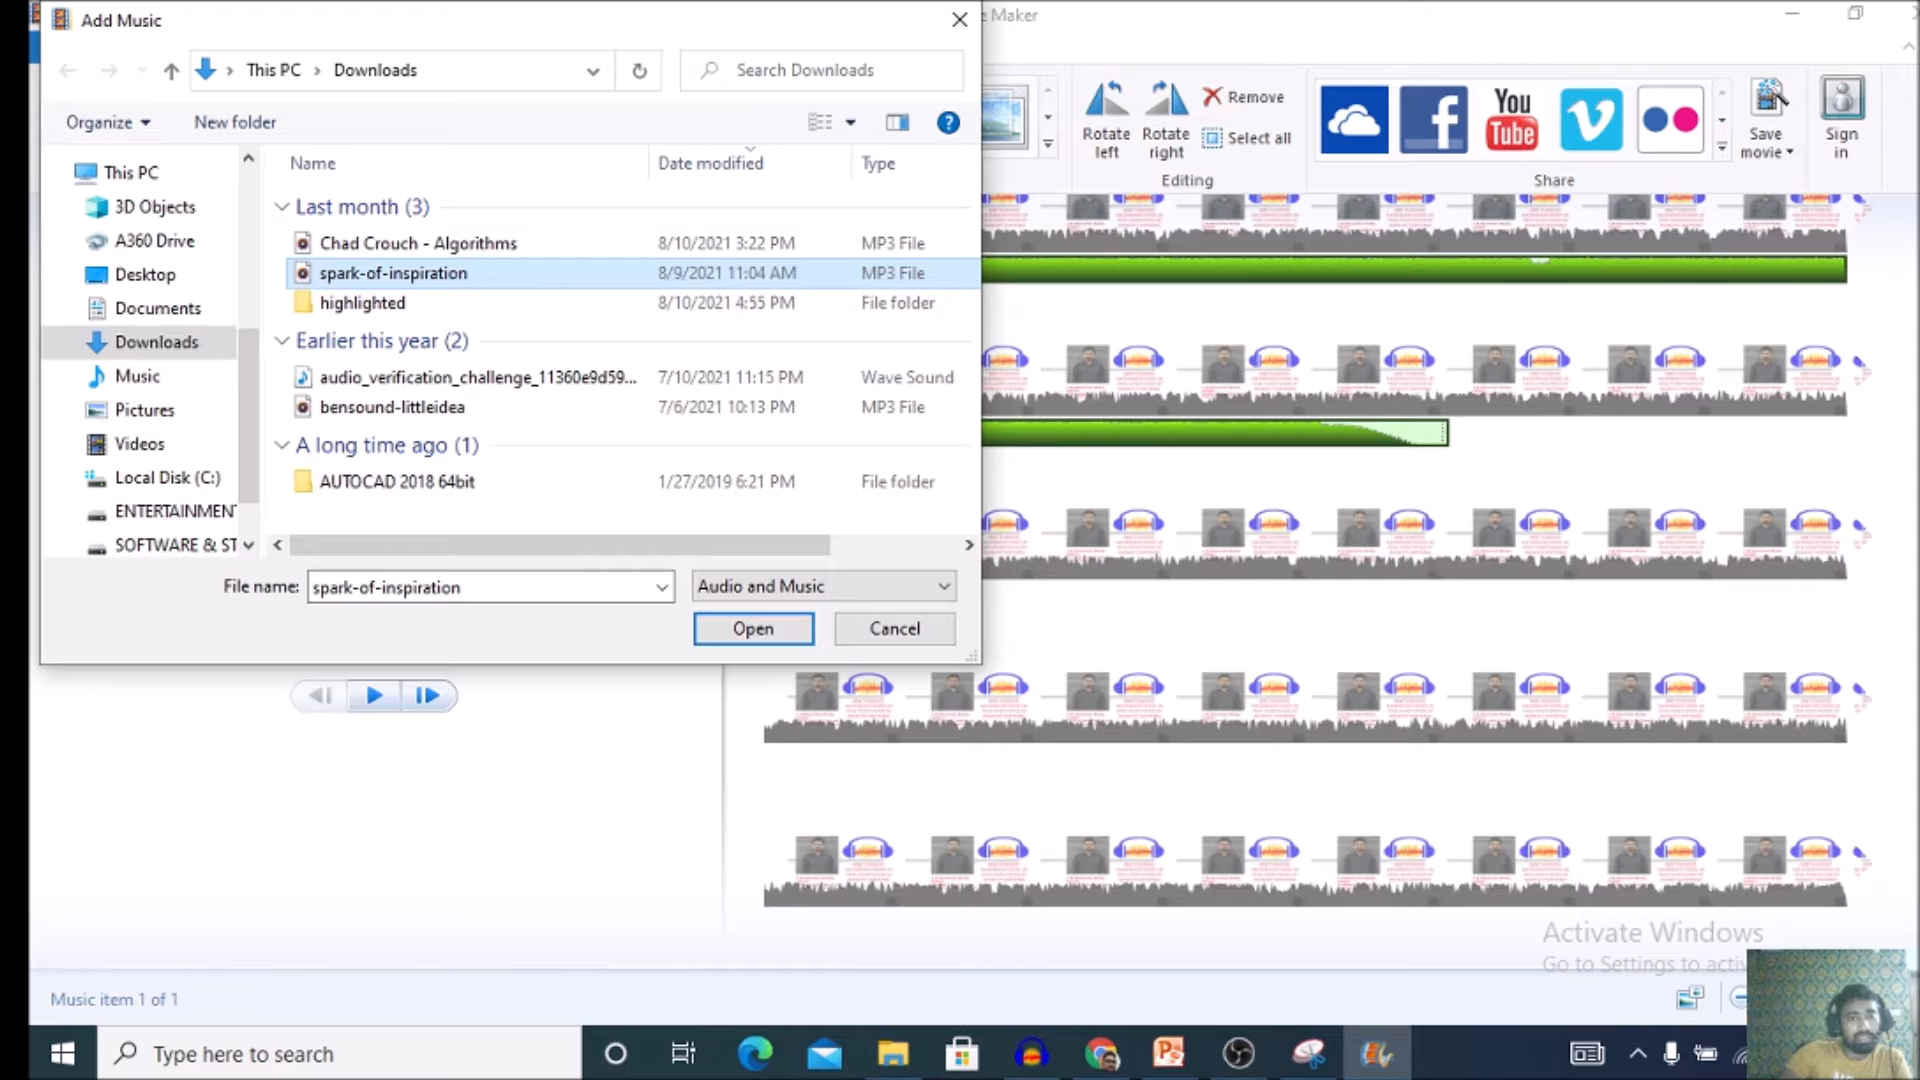 Add Music
e Maker
This PC > Downloads
Search Downloads
Organize
New folder
?
This PC
3D Objects
A360 Drive
Desktop
Documents
Downloads
Music
Pictures
Videos
Local Disk (C:)
ENTERTAINMEN
SOFTWARE & ST
Name
Date modified
Type
Last month (3)
Chad Crouch - Algorithms
8/10/2021 3:22 PM
MP3 File
spark-of-inspiration
8/9/2021 11:04 AM
MP3 File
highlighted
8/10/2021 4:55 PM
File folder
Earlier this year (2)
audio_verification_challenge_11360e9d59...
7/10/2021 11:15 PM
Wave Sound
bensound-littleidea
7/6/2021 10:13 PM
MP3 File
A long time ago (1)
AUTOCAD 2018 64bit
1/27/2019 6:21 PM
File folder
File name:
spark-of-inspiration
Audio and Music
Open
Cancel
Rotate left
Rotate right
Remove
Select all
Editing
f
You Tube
Share
Save movie
Sign in
Activate Windows
Go to Settings to acti
Music item 1 of 1
Type here to search